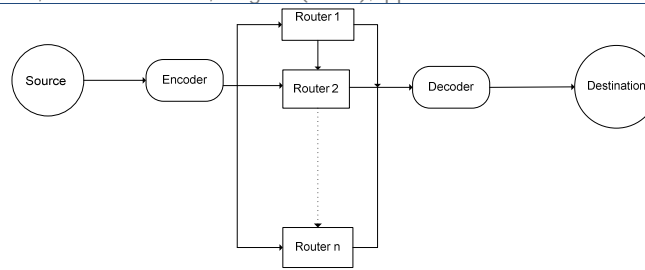 Router 1
Source
Encoder
Router 2
Decoder
Destination
Router n